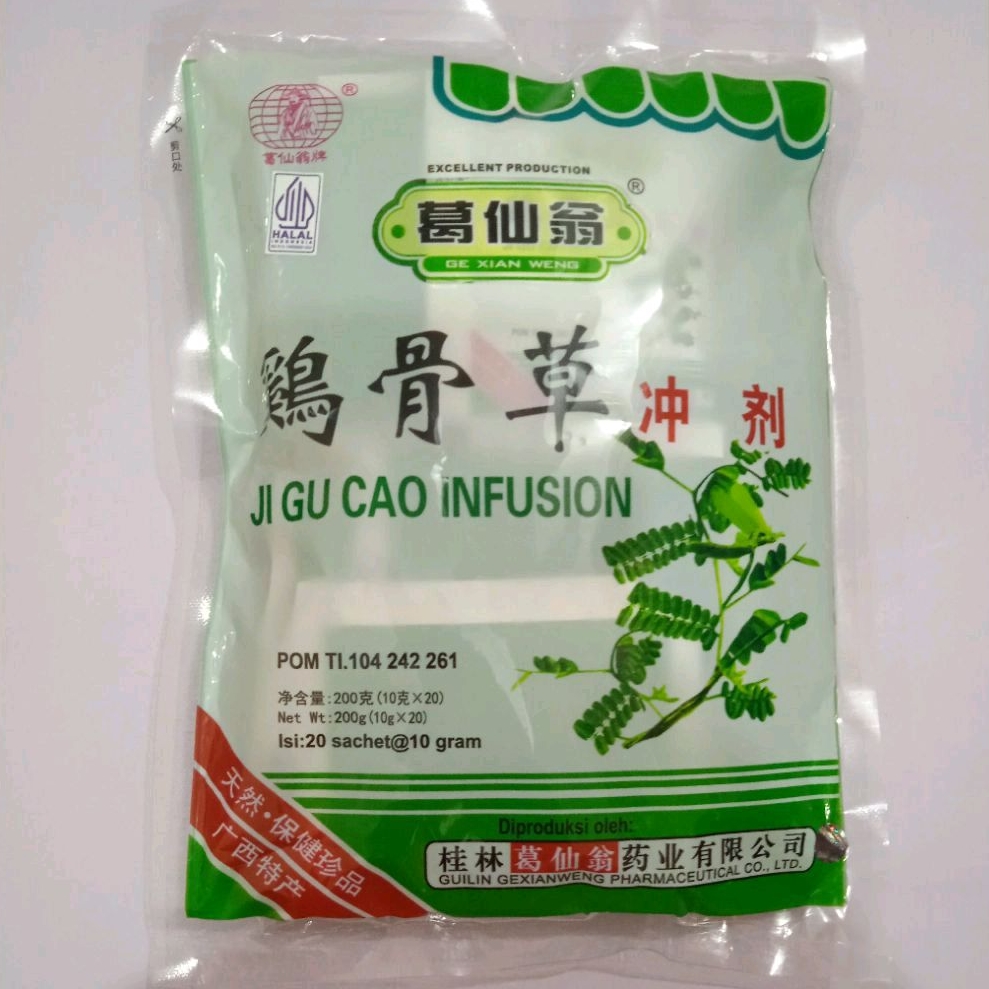 葛仙翁牌
®
剪口处
HALAL
INDONESIA
EXCELLENT PRODUCTION
葛仙翁 ®
GE XIAN WENG
鷄骨草冲剂
JI GU CAO iNFUSION
POM TI.104 242 261
净含量:200克(10克×20)
Net Wt:200g(10g×20)
Isi:20 sachet@10 gram
天然·保健珍品
广西特产
Diproduksi oleh:
桂林葛仙翁药业有限公司
GUILIN GEXIANWENG PHARMACEUTICAL CO., LTD.